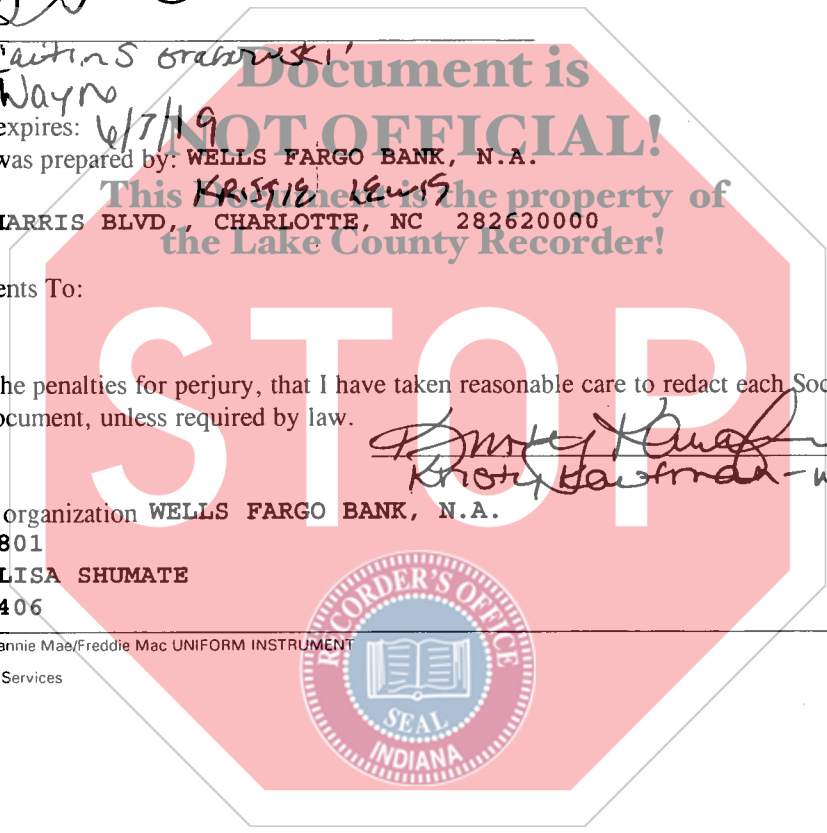 Document is
Wayne
expires: 6/7/19
NOT OFFICIAL!
was prepared by: WELLS FARGO BANK, N.A.
KRISTIE LEWIS
This Document is the property of
HARRIS BLVD,, CHARLOTTE, NC 282620000
the Lake County Recorder!
ents To:
STOP
he penalties for perjury, that I have taken reasonable care to redact each Soc
ocument, unless required by law.
Kristy Kaufman - W
organization WELLS FARGO BANK, N.A.
801
LISA SHUMATE
406
annie Mae/Freddie Mac UNIFORM INSTRUMENT
Services
RECORDER'S OFFICE
SEAL
INDIANA